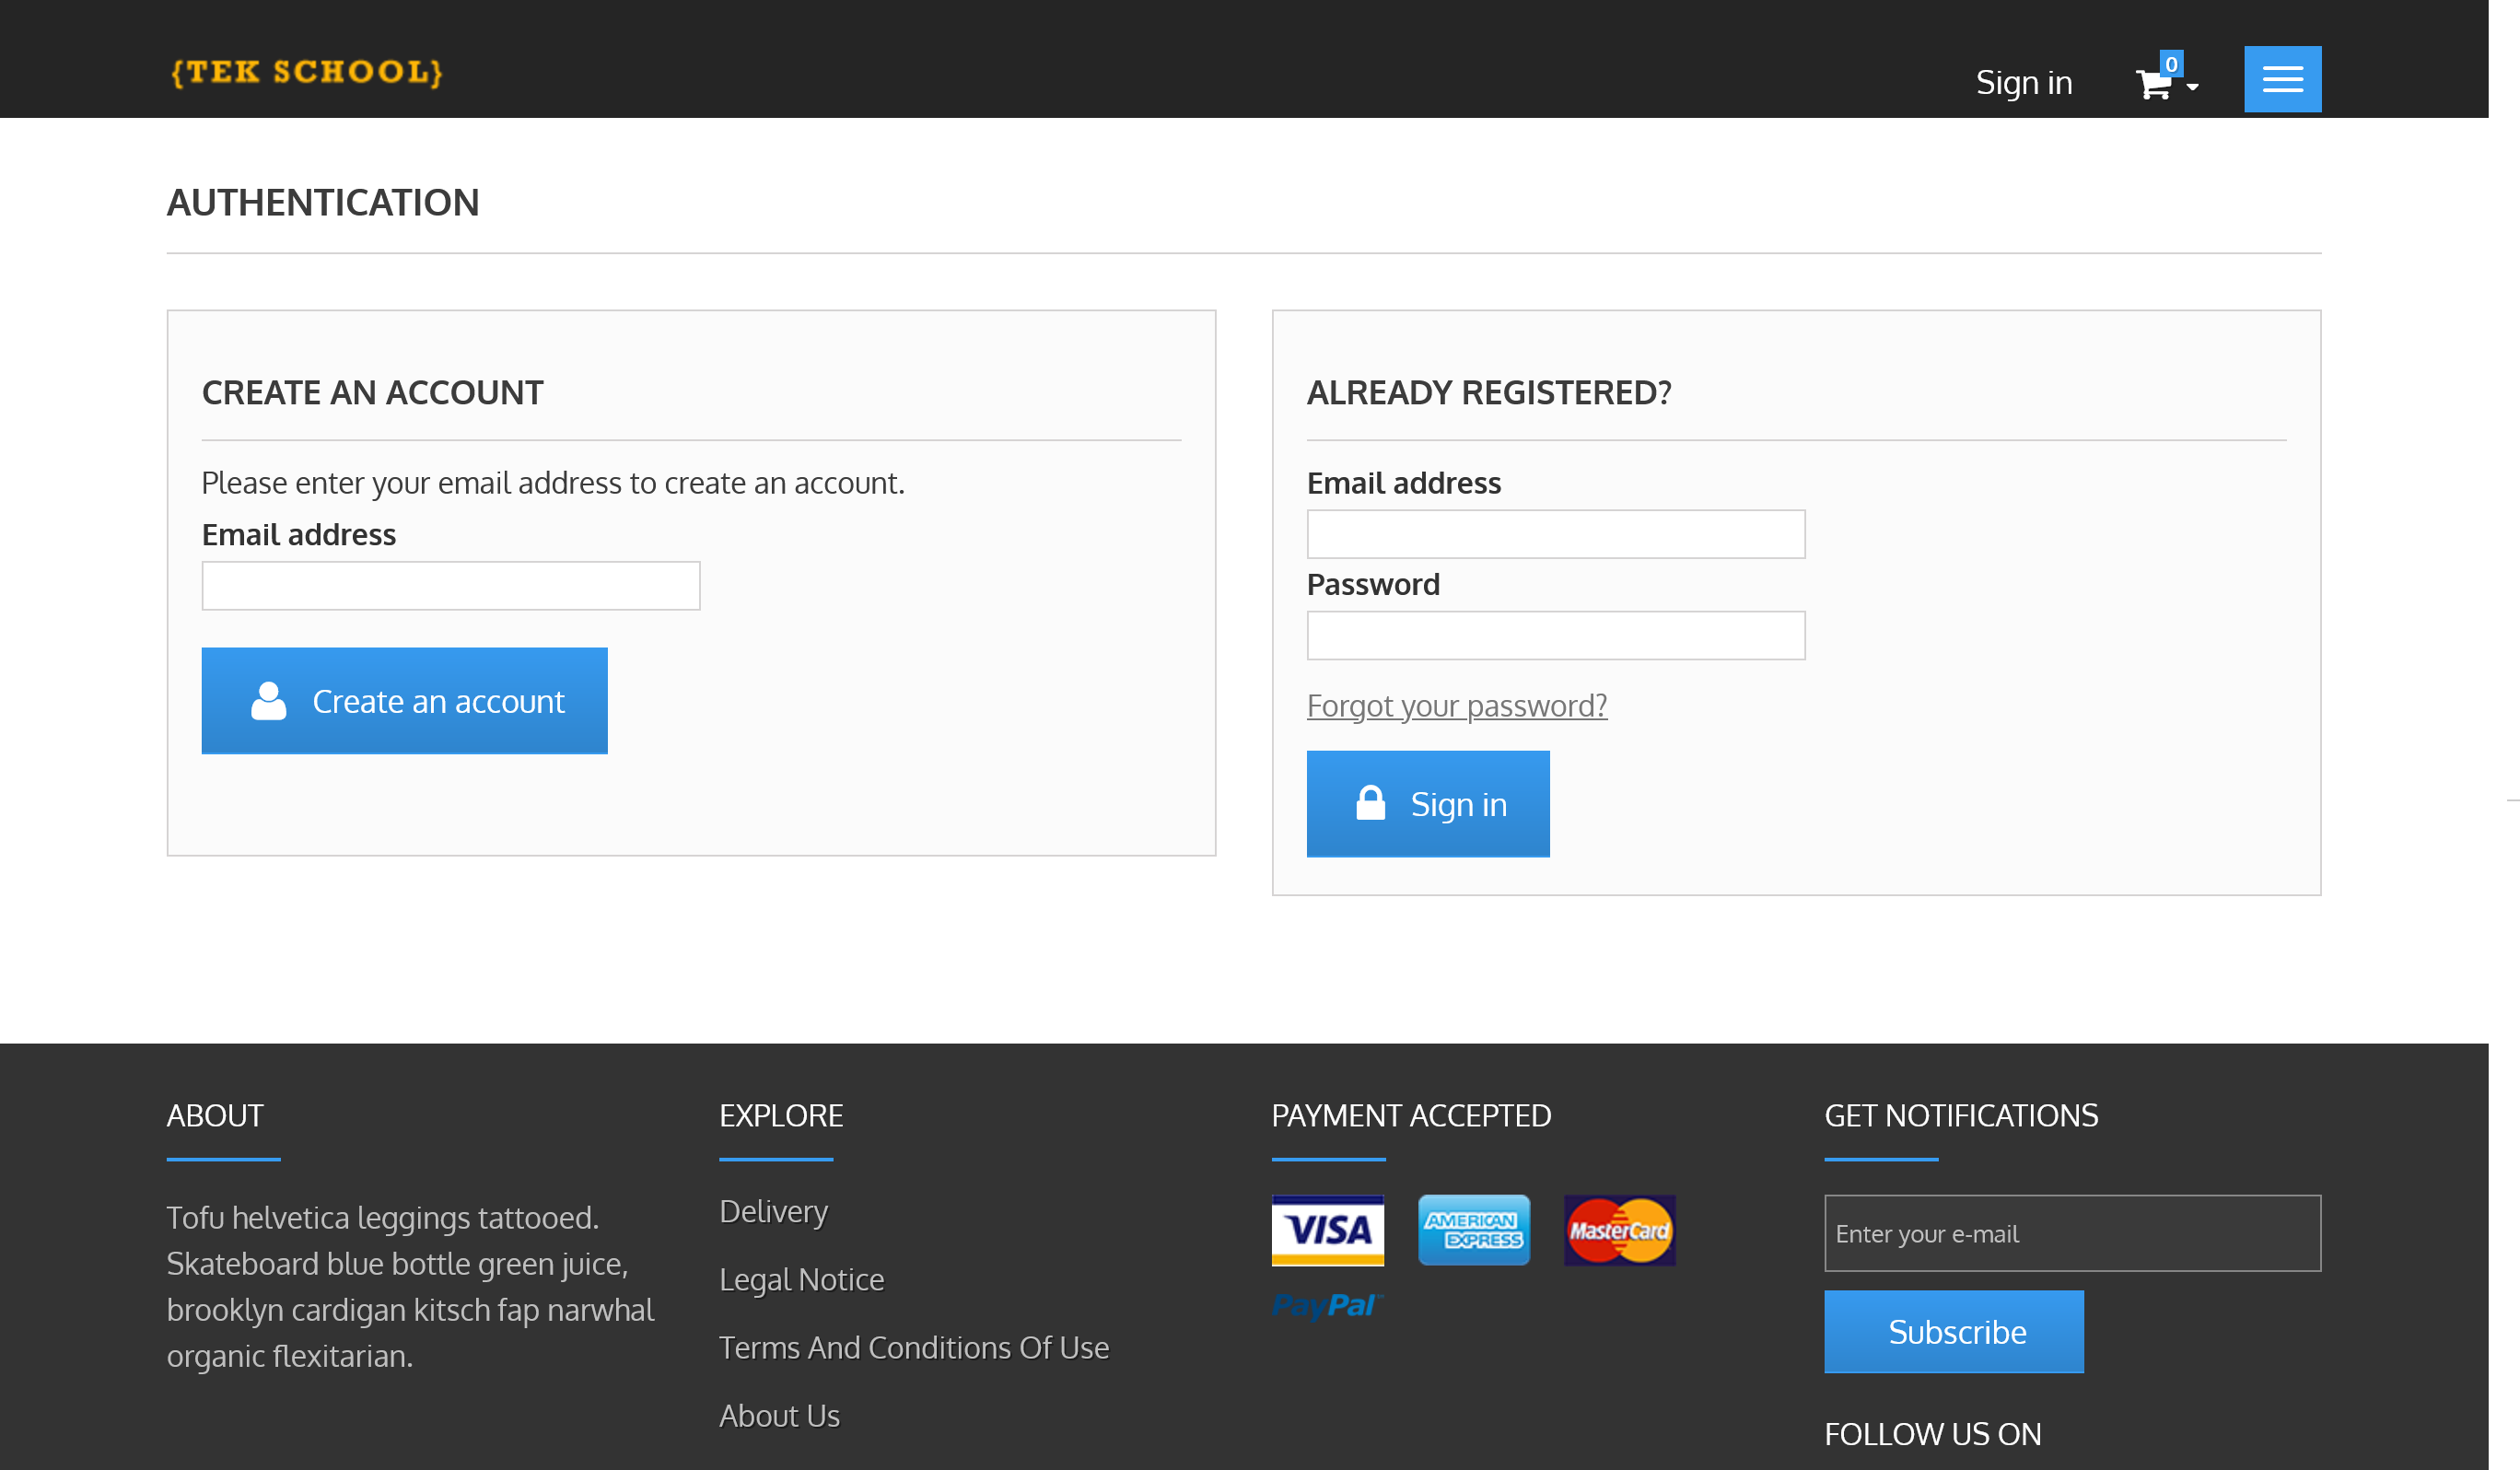 {TEK SCHOOL}
Sign in
0
AUTHENTICATION
CREATE AN ACCOUNT
Please enter your email address to create an account.
Email address
Create an account
ALREADY REGISTERED?
Email address
Password
Forgot your password?
Sign in
ABOUT
Tofu helvetica leggings tattooed.
Skateboard blue bottle green juice,
brooklyn cardigan kitsch fap narwhal
organic flexitarian.
EXPLORE
Delivery
Legal Notice
Terms And Conditions Of Use
About Us
PAYMENT ACCEPTED
VISA
AMERICAN
EXPRESS
MasterCard
PayPal
GET NOTIFICATIONS
Enter your e-mail
Subscribe
FOLLOW US ON